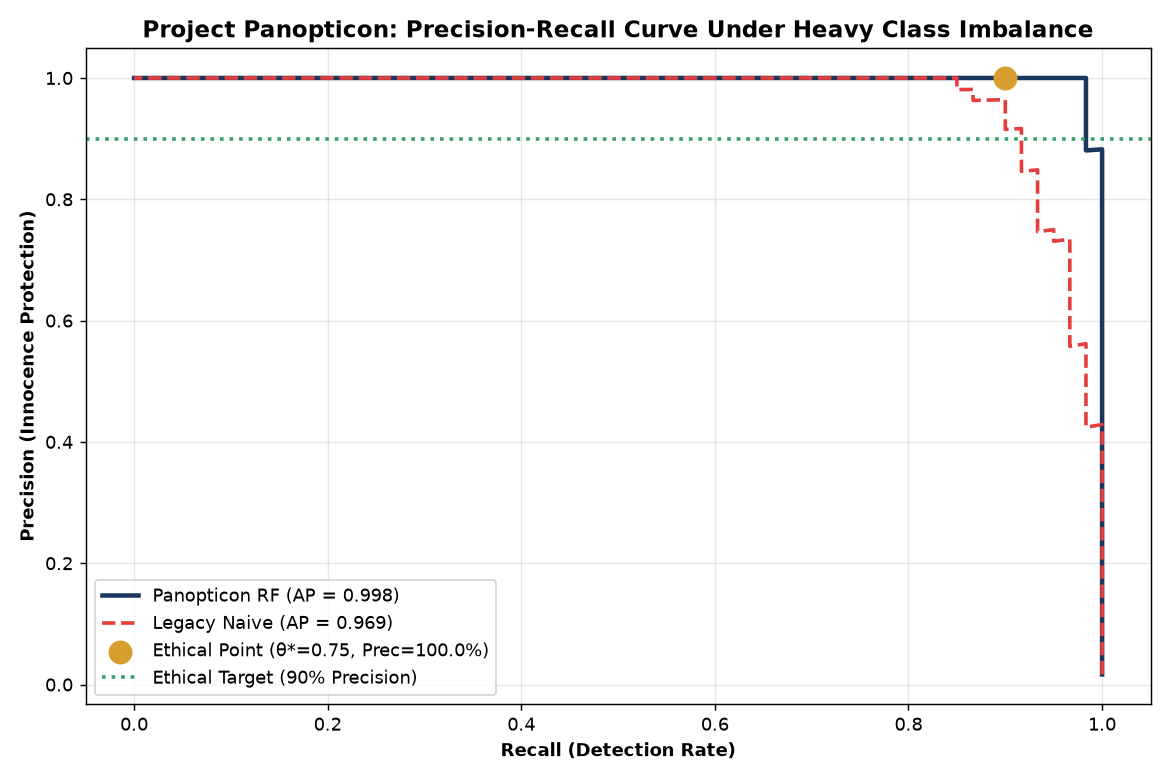 Project Panopticon: Precision-Recall Curve Under Heavy Class Imbalance
Precision (Innocence Protection)
1.0
0.8
0.6
0.4
0.2
0.0
Panopticon RF (AP = 0.998)
Legacy Naive (AP = 0.969)
Ethical Point (θ*=0.75, Prec=100.0%)
Ethical Target (90% Precision)
0.0
0.2
0.4
0.6
0.8
1.0
Recall (Detection Rate)